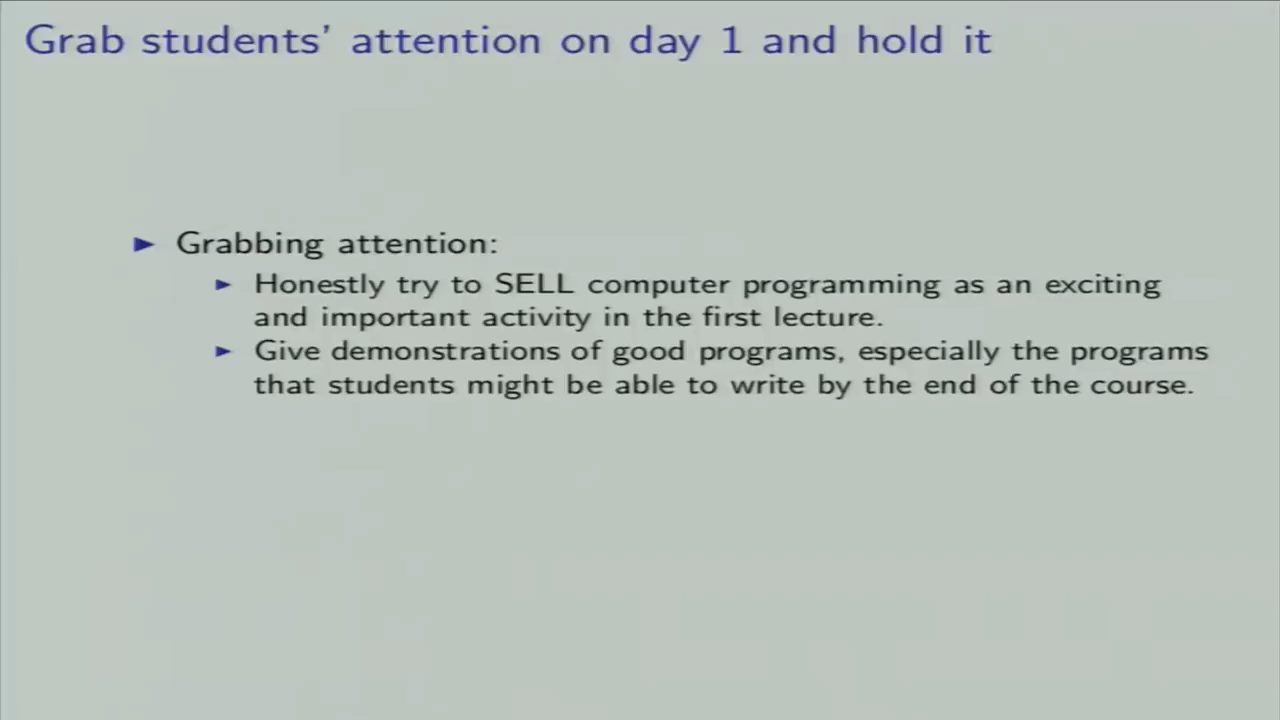 Grab students’ attention on day 1 and hold it
Grabbing attention:
Honestly try to SELL computer programming as an exciting
and important activity in the first lecture.
Give demonstrations of good programs, especially the programs
that students might be able to write by the end of the course.